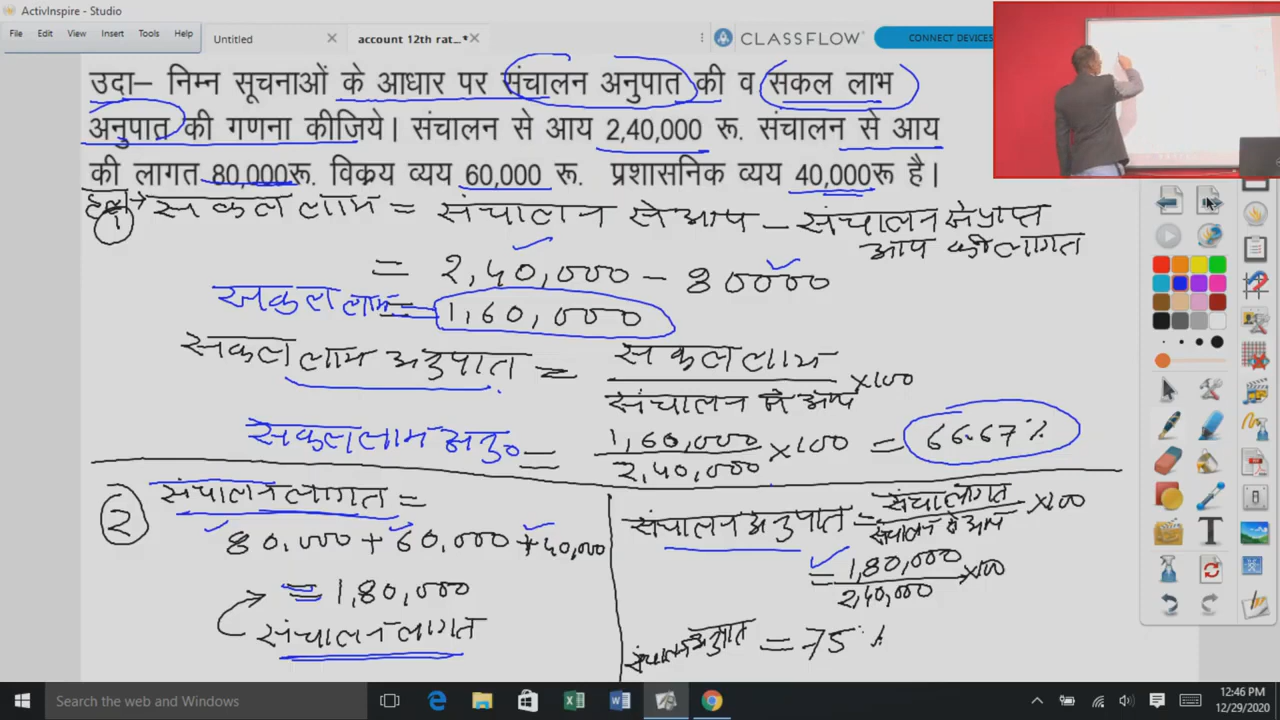 ActivInspire - Studio
File Edit View Insert Tools Help
Untitled
account 12th rat...*
CLASSFLOW
CONNECT DEVICES
उदा– निम्न सूचनाओं के आधार पर संचालन अनुपात की व सकल लाभ
अनुपात की गणना कीजिये। संचालन से आय 2,40,000 रू. संचालन से आय
की लागत 80,000रू. विक्रय व्यय 60,000 रू. प्रशासनिक व्यय 40,000रू है।
हल→ सकल लाभ = संचालन से आय – संचालन से प्राप्त
① आय की लागत
= 2,40,000 – 80000
सकल लाभ = 1,60,000
सकल लाभ अनुपात = सकल लाभ
संचालन से आय ×100
सकल लाभ अनु० = 1,60,000
2,40,000 ×100 = 66.67%
② संचालन लागत =
80,000 + 60,000 + 40,000
= 1,80,000
संचालन लागत
संचालन अनुपात = संचा लागत
संचालन से आय ×100
= 1,80,000
2,40,000 ×100
संचालन अनुपात = 75%
Search the web and Windows
12:46 PM
12/29/2020